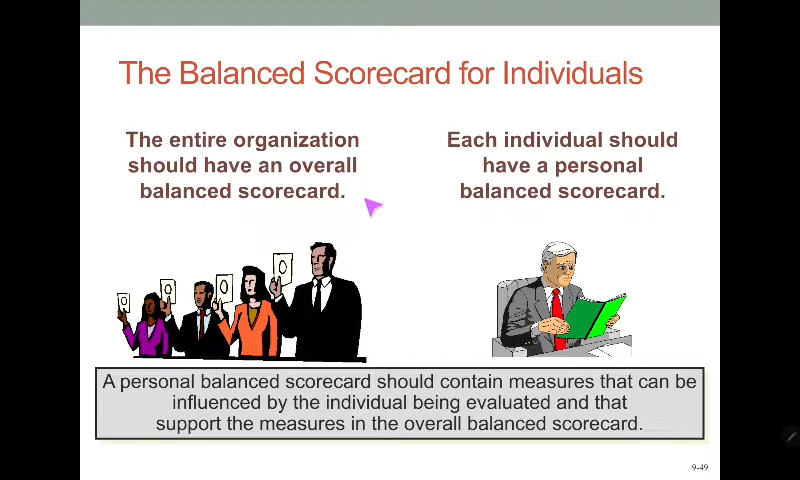 The Balanced Scorecard for Individuals
The entire organization
should have an overall
balanced scorecard.
Each individual should
have a personal
balanced scorecard.
A personal balanced scorecard should contain measures that can be
influenced by the individual being evaluated and that
support the measures in the overall balanced scorecard.
9-49